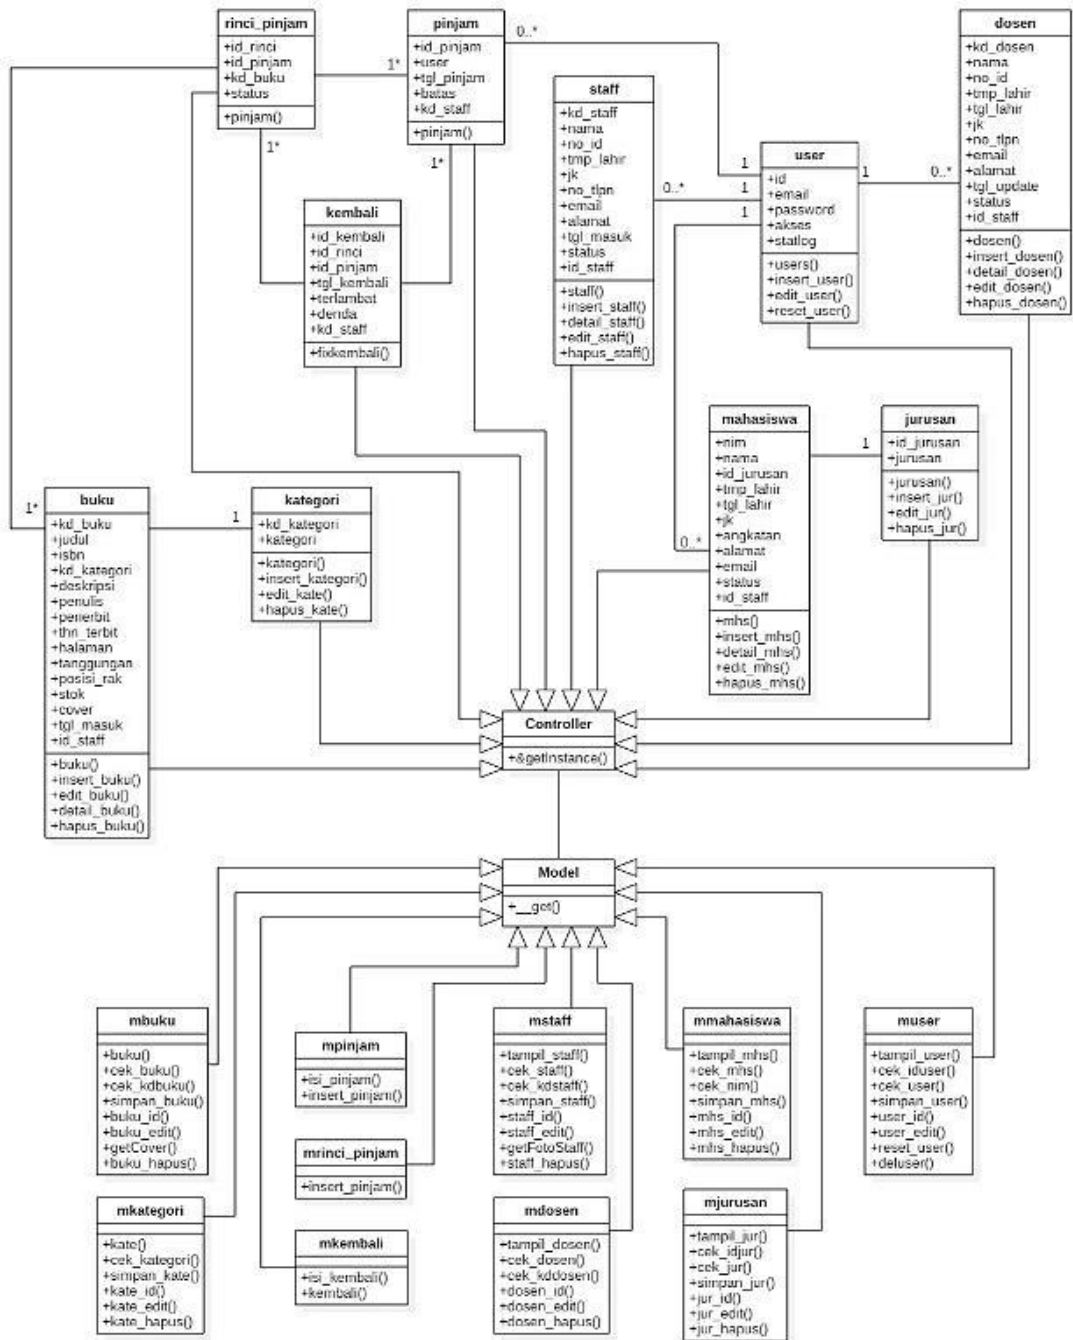 rinci_pinjam
+id_rinci
+id_pinjam
+kd_buku
+status
+pinjam()
1*
pinjam
+id_pinjam
+user
+tgl_pinjam
+batas
+kd_staff
+pinjam()
0..*
staff
+kd_staff
+nama
+no_id
+tmp_lahir
+jk
+no_tlpn
+email
+alamat
+tgl_masuk
+status
+id_staff
+staff()
+insert_staff()
+detail_staff()
+edit_staff()
+hapus_staff()
0..*
1
1
1
user
+id
+email
+password
+akses
+statlog
+users()
+insert_user()
+edit_user()
+reset_user()
1
0..*
dosen
+kd_dosen
+nama
+no_id
+tmp_lahir
+tgl_lahir
+jk
+no_tlpn
+email
+alamat
+tgl_update
+status
+id_staff
+dosen()
+insert_dosen()
+detail_dosen()
+edit_dosen()
+hapus_dosen()
1*
1*
kembali
+id_kembali
+id_rinci
+id_pinjam
+tgl_kembali
+terlambat
+denda
+kd_staff
+fixkembali()
mahasiswa
+nim
+nama
+id_jurusan
+tmp_lahir
+tgl_lahir
+jk
+angkatan
+alamat
+email
+status
+id_staff
+mhs()
+insert_mhs()
+detail_mhs()
+edit_mhs()
+hapus_mhs()
0..*
1
jurusan
+id_jurusan
+jurusan
+jurusan()
+insert_jur()
+edit_jur()
+hapus_jur()
1*
buku
+kd_buku
+judul
+isbn
+kd_kategori
+deskripsi
+penulis
+penerbit
+thn_terbit
+halaman
+tanggungan
+posisi_rak
+stok
+cover
+tgl_masuk
+id_staff
+buku()
+insert_buku()
+edit_buku()
+detail_buku()
+hapus_buku()
1
kategori
+kd_kategori
+kategori
+kategori()
+insert_kategori()
+edit_kate()
+hapus_kate()
Controller
+&getInstance()
Model
+__get()
mbuku
+buku()
+cek_buku()
+cek_kdbuku()
+simpan_buku()
+buku_id()
+buku_edit()
+getCover()
+buku_hapus()
mpinjam
+isi_pinjam()
+insert_pinjam()
mstaff
+tampil_staff()
+cek_staff()
+cek_kdstaff()
+simpan_staff()
+staff_id()
+staff_edit()
+getFotoStaff()
+staff_hapus()
mmahasiswa
+tampil_mhs()
+cek_mhs()
+cek_nim()
+simpan_mhs()
+mhs_id()
+mhs_edit()
+mhs_hapus()
muser
+tampil_user()
+cek_iduser()
+cek_user()
+simpan_user()
+user_id()
+user_edit()
+reset_user()
+deluser()
mrinci_pinjam
+insert_pinjam()
mkategori
+kate()
+cek_kategori()
+simpan_kate()
+kate_id()
+kate_edit()
+kate_hapus()
mkembali
+isi_kembali()
+kembali()
mdosen
+tampil_dosen()
+cek_dosen()
+cek_kddosen()
+dosen_id()
+dosen_edit()
+dosen_hapus()
mjurusan
+tampil_jur()
+cek_idjur()
+cek_jur()
+simpan_jur()
+jur_id()
+jur_edit()
+jur_hapus()